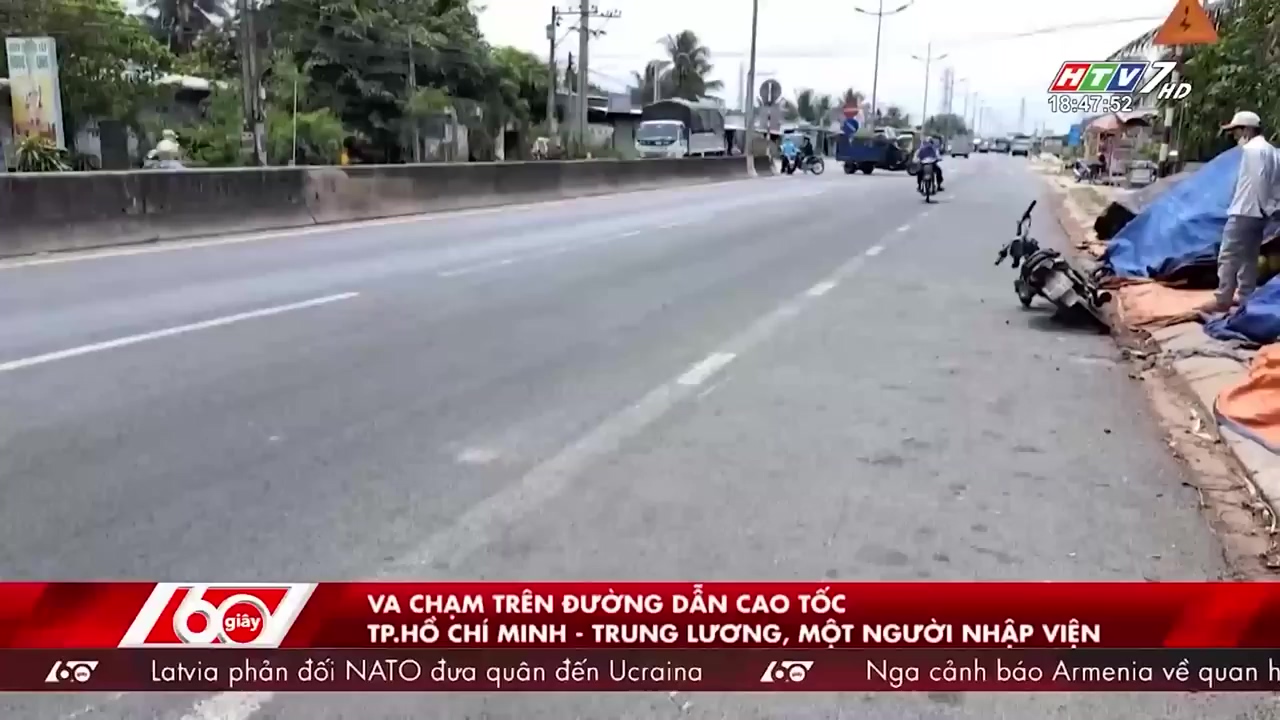 HTV7 HD
18:47:52
60 giây
VA CHẠM TRÊN ĐƯỜNG DẪN CAO TỐC
TP.HỒ CHÍ MINH - TRUNG LƯƠNG, MỘT NGƯỜI NHẬP VIỆN
60 Latvia phản đối NATO đưa quân đến Ucraina 60 Nga cảnh báo Armenia về quan h